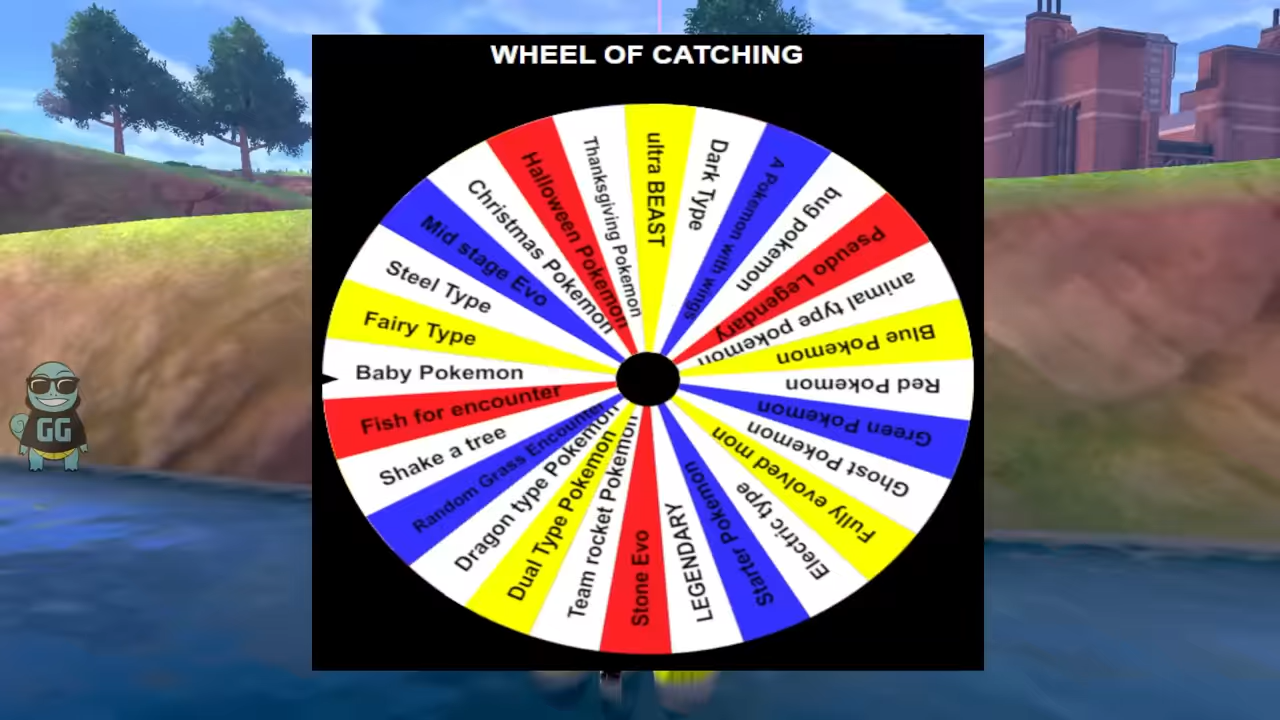 WHEEL OF CATCHING
ultra BEAST
Dark Type
A Pokemon with wings
bug pokemon
Pseudo Legendary
animal type pokemon
Blue Pokemon
Red Pokemon
Green Pokemon
Ghost Pokemon
Fully evolved mon
Electric type
Starter Pokemon
LEGENDARY
Stone Evo
Team rocket Pokemon
Dual Type Pokemon
Dragon type Pokemon
Random Grass Encounter
Shake a tree
Fish for encounter
Baby Pokemon
Fairy Type
Steel Type
Mid stage Evo
Christmas Pokemon
Halloween Pokemon
Thanksgiving Pokemon
GG